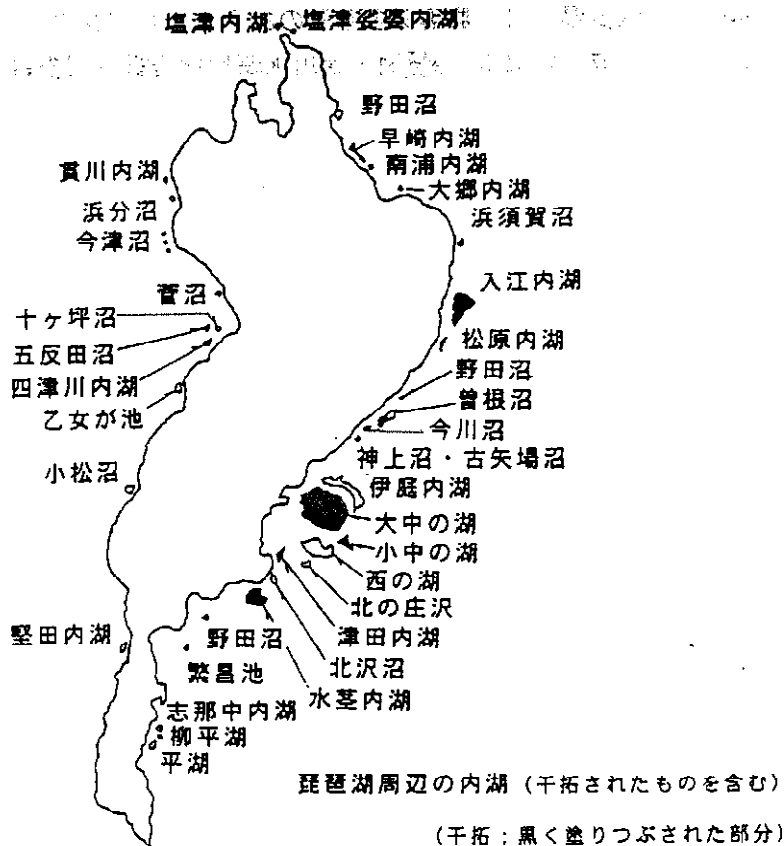 塩津内湖
塩津娑婆内湖
野田沼
早崎内湖
南浦内湖
大郷内湖
浜須賀沼
入江内湖
松原内湖
野田沼
曽根沼
今川沼
神上沼・古矢場沼
伊庭内湖
大中の湖
小中の湖
西の湖
北の庄沢
津田内湖
北沢沼
水茎内湖
野田沼
繁昌池
志那中内湖
柳平湖
平湖
貫川内湖
浜分沼
今津沼
菅沼
十ヶ坪沼
五反田沼
四津川内湖
乙女が池
小松沼
堅田内湖
琵琶湖周辺の内湖（干拓されたものを含む）
（干拓；黒く塗りつぶされた部分）